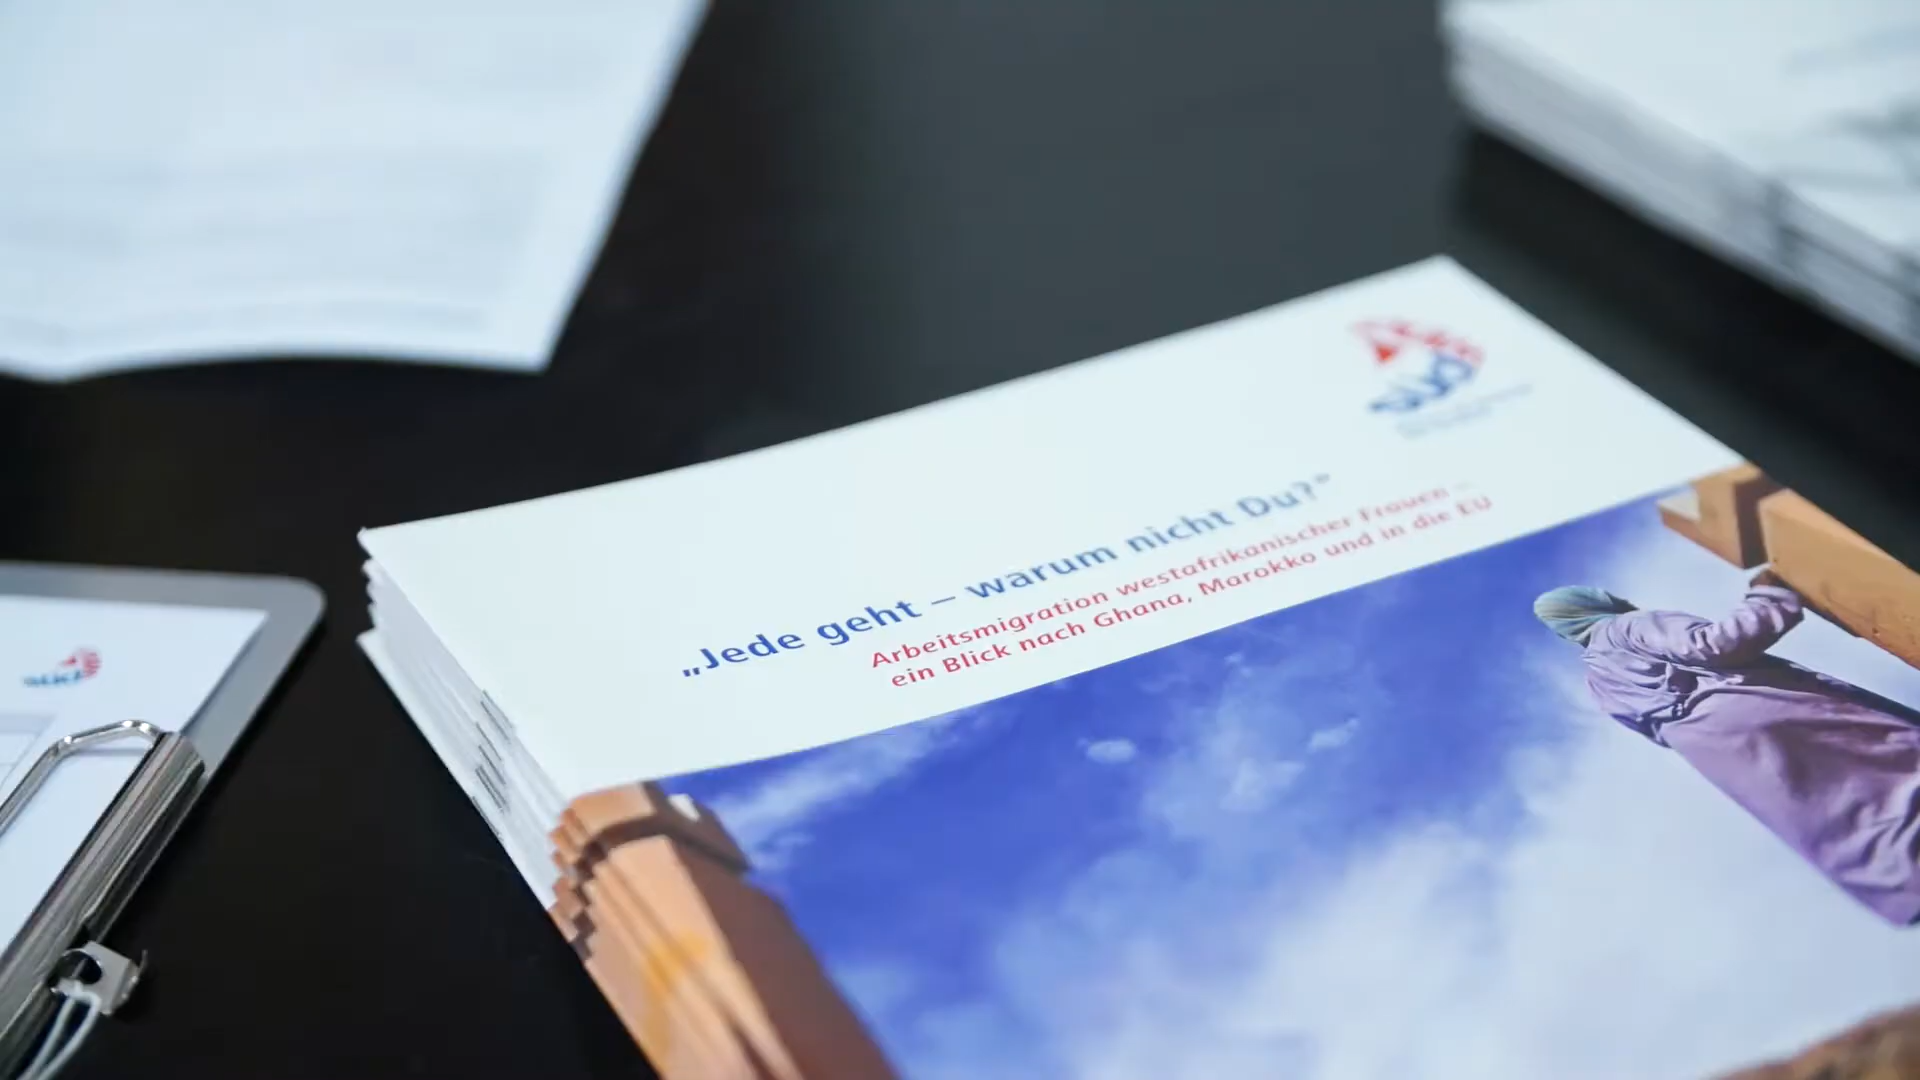 „Jede geht – warum nicht Du?”
Arbeitsmigration westafrikanischer Frauen –
ein Blick nach Ghana, Marokko und in die EU